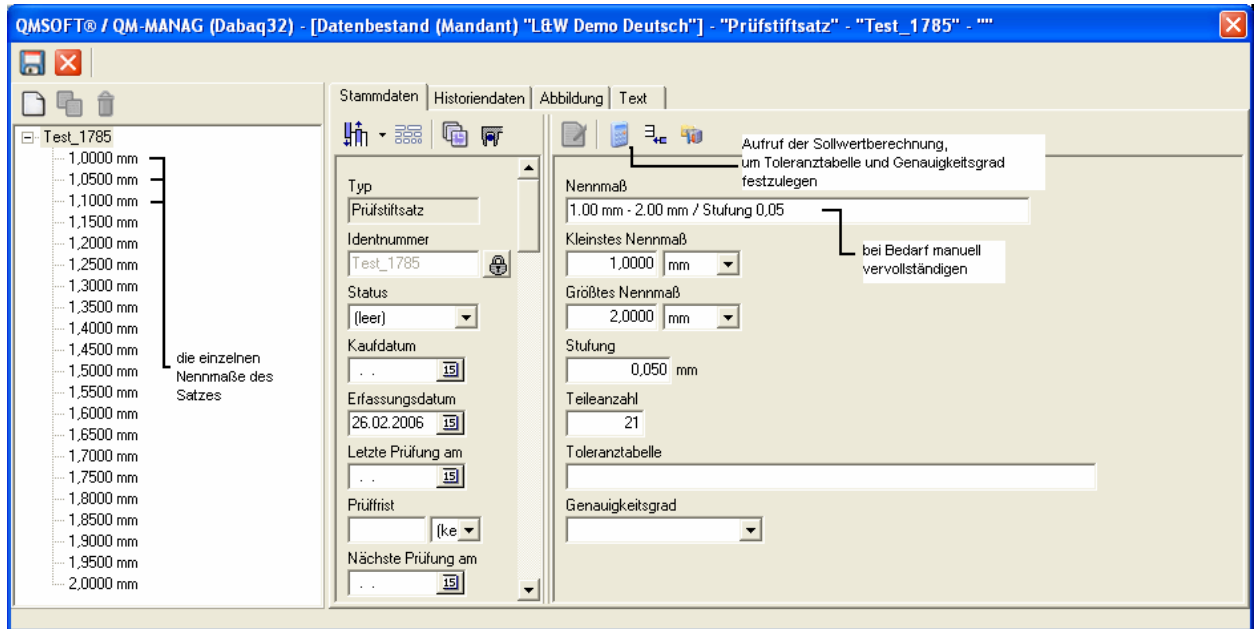 QMSOFT® / QM-MANAG (Dabaq32) - [Datenbestand (Mandant) "L&W Demo Deutsch"] - "Prüfstiftsatz" - "Test_1785" - ""
Test_1785
1,0000 mm
1,0500 mm
1,1000 mm
1,1500 mm
1,2000 mm
1,2500 mm
1,3000 mm
1,3500 mm
1,4000 mm
1,4500 mm
1,5000 mm
1,5500 mm
1,6000 mm
1,6500 mm
1,7000 mm
1,7500 mm
1,8000 mm
1,8500 mm
1,9000 mm
1,9500 mm
2,0000 mm
die einzelnen
Nennmaße des
Satzes
Stammdaten Historiendaten Abbildung Text
Typ
Prüfstiftsatz
Identnummer
Test_1785
Status
(leer)
Kaufdatum
. . 15
Erfassungsdatum
26.02.2006 15
Letzte Prüfung am
. . 15
Prüffrist
(ke
Nächste Prüfung am
. . 15
Aufruf der Sollwertberechnung,
um Toleranztabelle und Genauigkeitsgrad
festzulegen
Nennmaß
1.00 mm - 2.00 mm / Stufung 0,05
bei Bedarf manuell
vervollständigen
Kleinstes Nennmaß
1,0000 mm
Größtes Nennmaß
2,0000 mm
Stufung
0,050 mm
Teileanzahl
21
Toleranztabelle
Genauigkeitsgrad